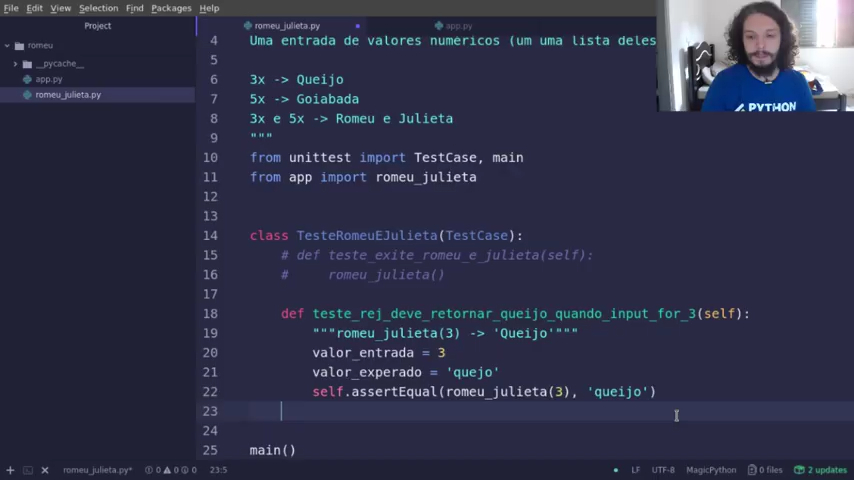 File Edit View Selection Find Packages Help
Project
romeu_julieta.py
app.py
romeu
__pycache__
app.py
romeu_julieta.py
4 Uma entrada de valores numéricos (um uma lista deles
5
6 3x -> Queijo
7 5x -> Goiabada
8 3x e 5x -> Romeu e Julieta
9 """
10 from unittest import TestCase, main
11 from app import romeu_julieta
12
13
14 class TesteRomeuEJulieta(TestCase):
15 # def teste_exite_romeu_e_julieta(self):
16 #     romeu_julieta()
17
18 def teste_rej_deve_retornar_queijo_quando_input_for_3(self):
19 """romeu_julieta(3) -> 'Queijo'"""
20 valor_entrada = 3
21 valor_experado = 'quejo'
22 self.assertEqual(romeu_julieta(3), 'queijo')
23
24
25 main()
PYTHON
romeu_julieta.py* 0 0 0 23:5 LF UTF-8 MagicPython 0 files 2 updates